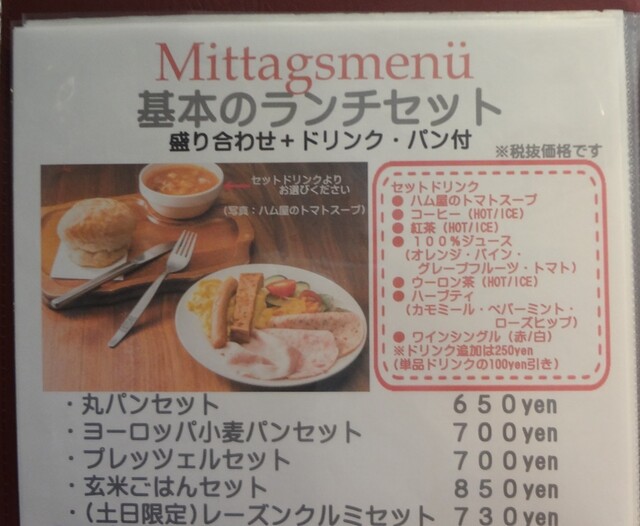 Mittagsmenü
基本のランチセット
盛り合わせ+ドリンク・パン付
※税抜価格です
セットドリンクより
お選びください
(写真:ハム屋のトマトスープ)
セットドリンク
● ハム屋のトマトスープ
● コーヒー(HOT/ICE)
● 紅茶(HOT/ICE)
● 100%ジュース
(オレンジ・パイン・
グレープフルーツ・トマト)
● ウーロン茶(HOT/ICE)
● ハーブティ
(カモミール・ペパーミント・
ローズヒップ)
● ワインシングル(赤/白)
※ドリンク追加は250yen
(単品ドリンクの100yen引き)
・丸パンセット 650yen
・ヨーロッパ小麦パンセット 700yen
・プレッツェルセット 700yen
・玄米ごはんセット 850yen
・(土日限定)レーズンクルミセット 730yen